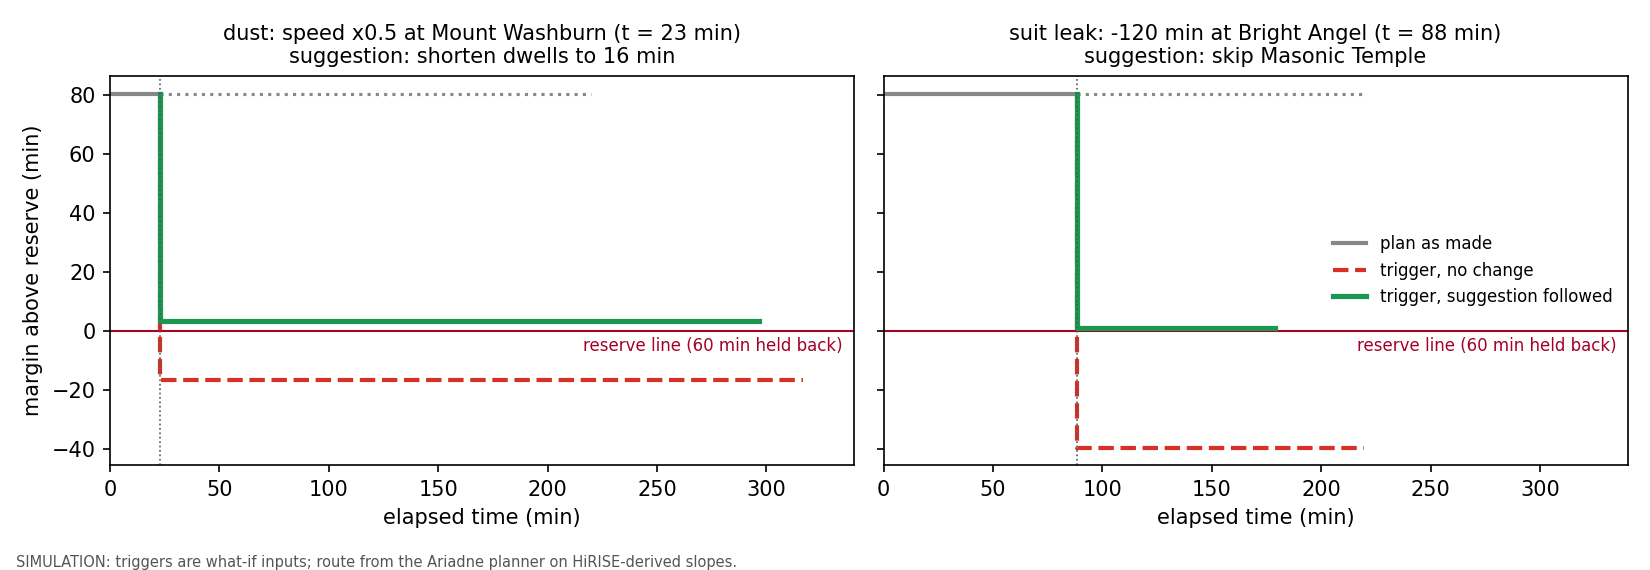 dust: speed x0.5 at Mount Washburn (t = 23 min)
suggestion: shorten dwells to 16 min
suit leak: -120 min at Bright Angel (t = 88 min)
suggestion: skip Masonic Temple
margin above reserve (min)
80
60
40
20
0
−20
−40
reserve line (60 min held back)
0 50 100 150 200 250 300
elapsed time (min)
plan as made
trigger, no change
trigger, suggestion followed
reserve line (60 min held back)
0 50 100 150 200 250 300
elapsed time (min)
SIMULATION: triggers are what-if inputs; route from the Ariadne planner on HiRISE-derived slopes.